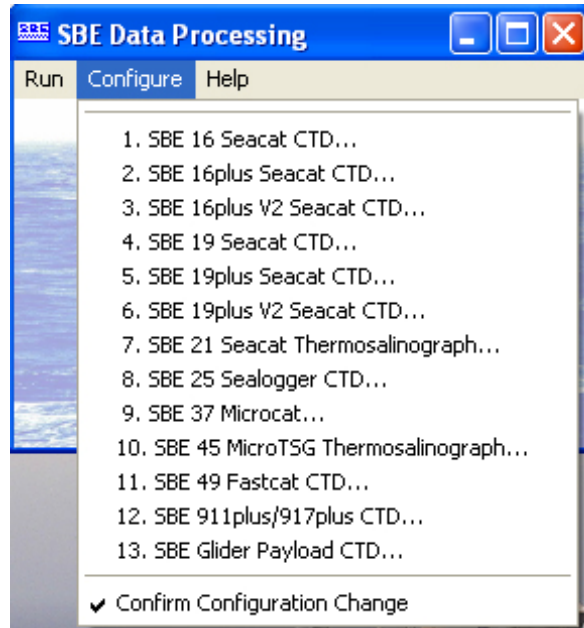 SBE Data Processing
Run Configure Help
1. SBE 16 Seacat CTD...
2. SBE 16plus Seacat CTD...
3. SBE 16plus V2 Seacat CTD...
4. SBE 19 Seacat CTD...
5. SBE 19plus Seacat CTD...
6. SBE 19plus V2 Seacat CTD...
7. SBE 21 Seacat Thermosalinograph...
8. SBE 25 Sealogger CTD...
9. SBE 37 Microcat...
10. SBE 45 MicroTSG Thermosalinograph...
11. SBE 49 Fastcat CTD...
12. SBE 911plus/917plus CTD...
13. SBE Glider Payload CTD...
Confirm Configuration Change